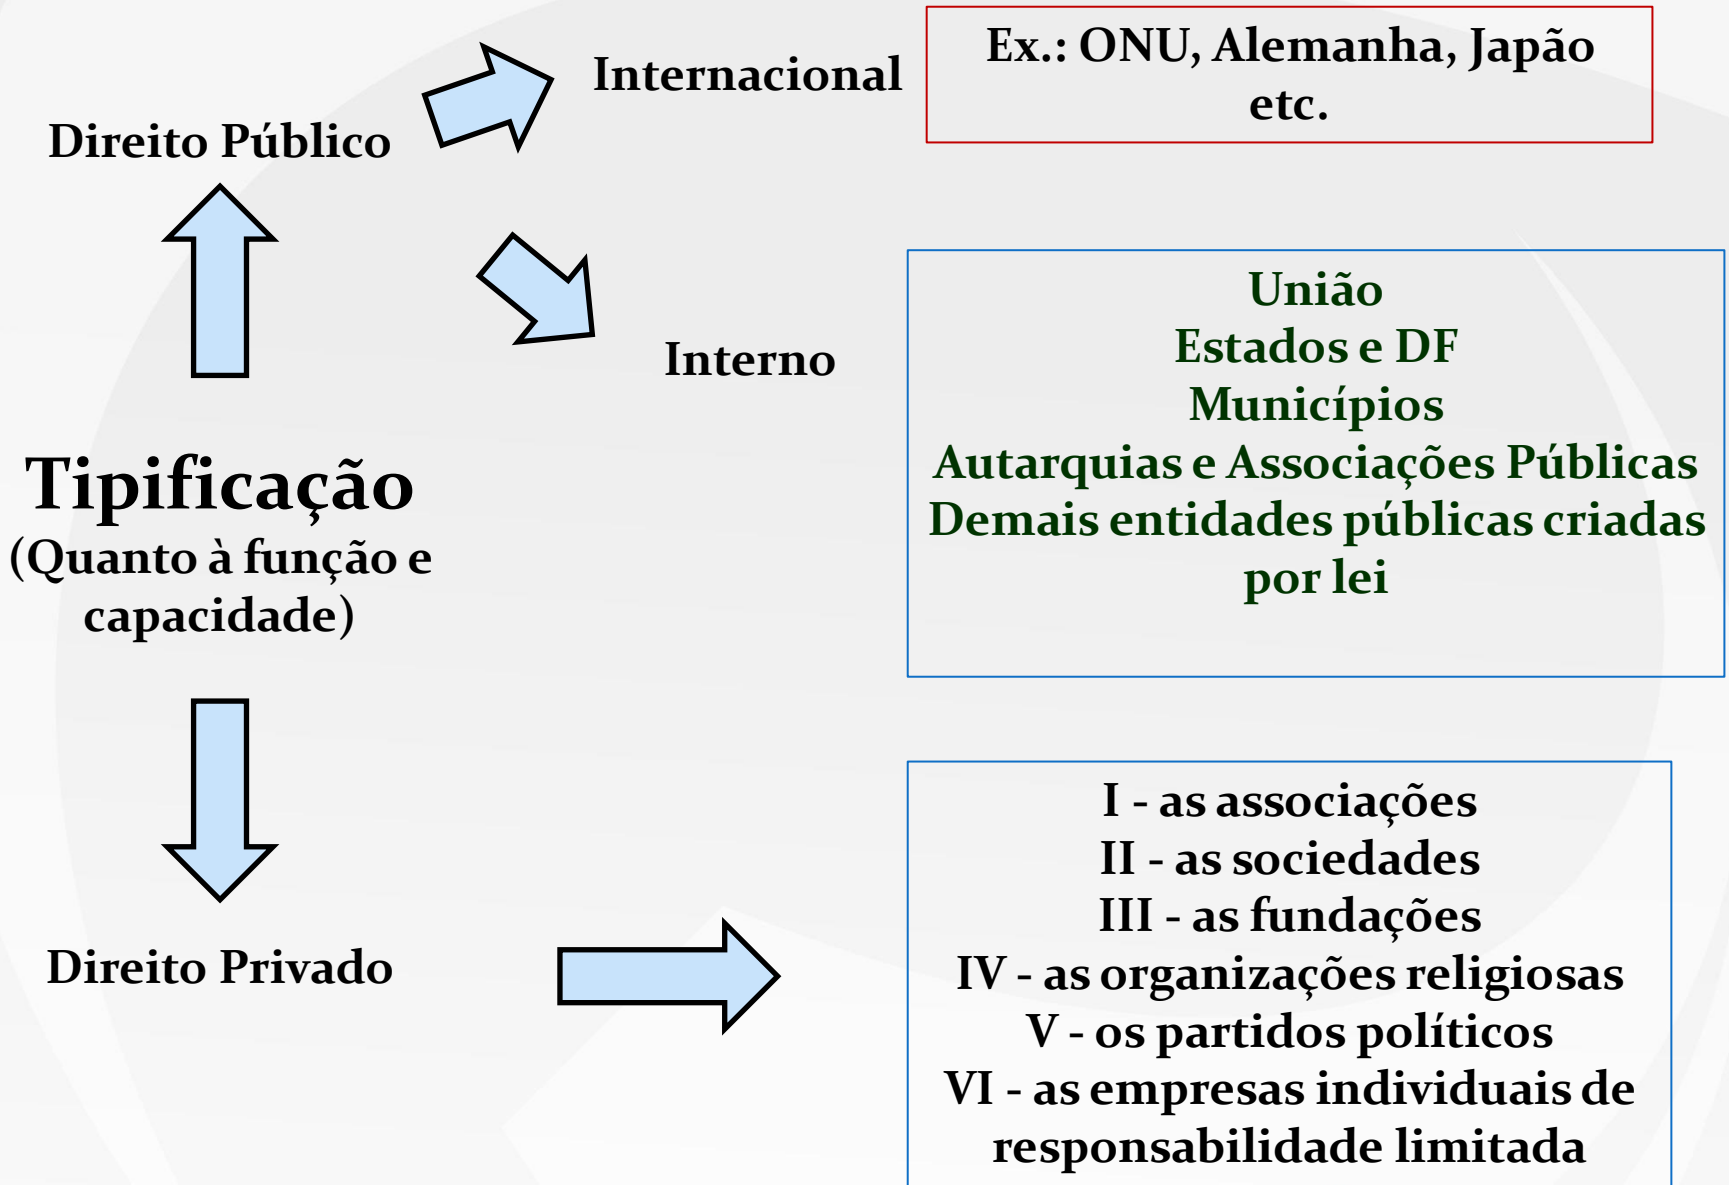 Direito Público
Internacional
Ex.: ONU, Alemanha, Japão
etc.
Interno
União
Estados e DF
Municípios
Autarquias e Associações Públicas
Demais entidades públicas criadas
por lei
Tipificação
(Quanto à função e
capacidade)
Direito Privado
I - as associações
II - as sociedades
III - as fundações
IV - as organizações religiosas
V - os partidos políticos
VI - as empresas individuais de
responsabilidade limitada